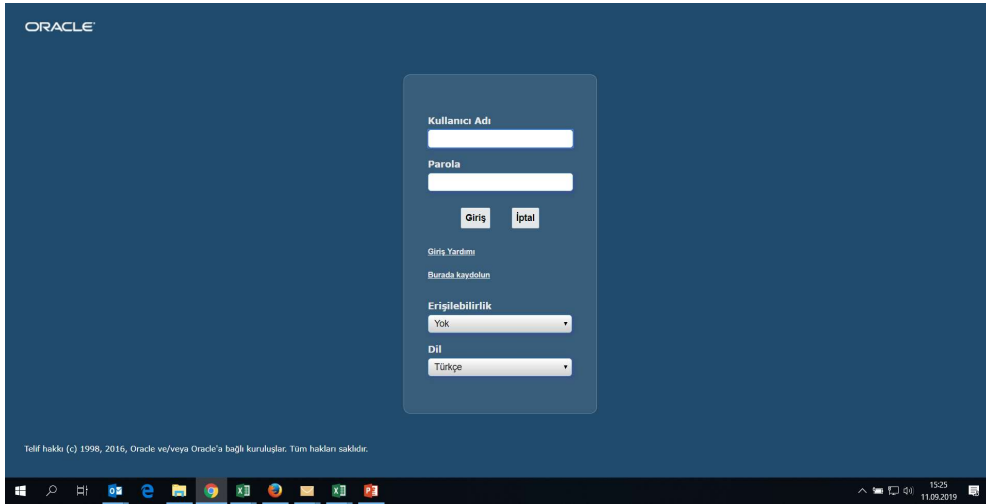 ORACLE
Kullanıcı Adı
Parola
Giriş İptal
Giriş Yardımı
Burada kaydolun
Erişilebilirlik
Yok
Dil
Türkçe
Telif hakkı (c) 1998, 2016, Oracle ve/veya Oracle'a bağlı kuruluşlar. Tüm hakları saklıdır.
15:25
11.09.2019